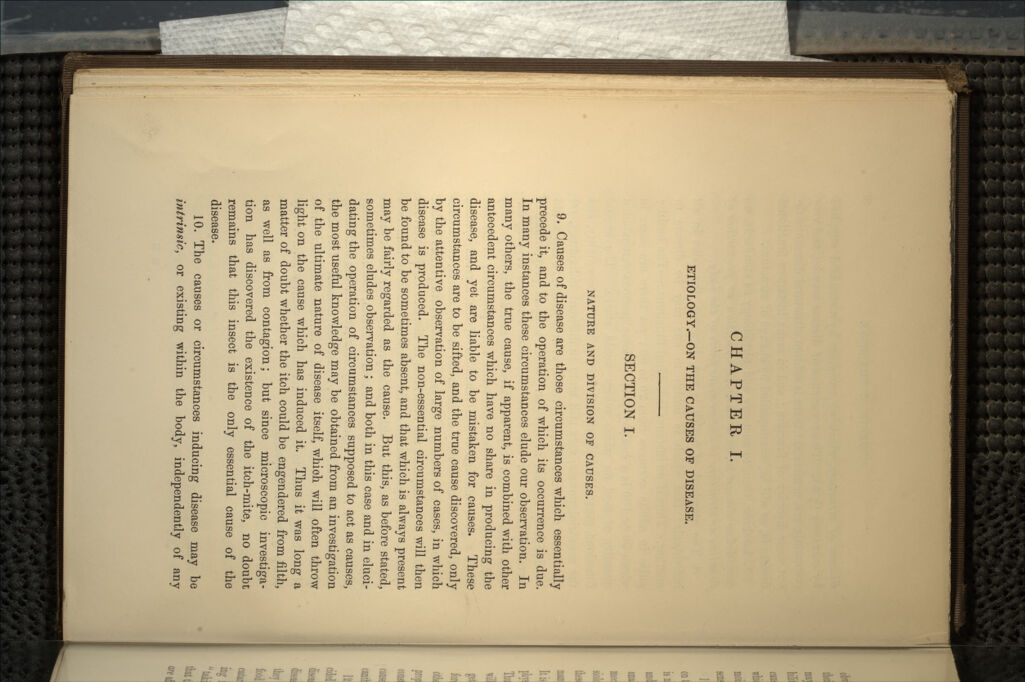 CHAPTER I.
ETIOLOGY.—ON THE CAUSES OF DISEASE.
SECTION I.
NATURE AND DIVISION OF CAUSES.
9. Causes of disease are those circumstances which essentially
precede it, and to the operation of which its occurrence is due.
In many instances these circumstances elude our observation. In
many others, the true cause, if apparent, is combined with other
antecedent circumstances which have no share in producing the
disease, and yet are liable to be mistaken for causes. These
circumstances are to be sifted, and the true cause discovered, only
by the attentive observation of large numbers of cases, in which
disease is produced. The non-essential circumstances will then
be found to be sometimes absent, and that which is always present
may be fairly regarded as the cause. But this, as before stated,
sometimes eludes observation; and both in this case and in eluci-
dating the operation of circumstances supposed to act as causes,
the most useful knowledge may be obtained from an investigation
of the ultimate nature of disease itself, which will often throw
light on the cause which has induced it. Thus it was long a
matter of doubt whether the itch could be engendered from filth,
as well as from contagion; but since microscopic investiga-
tion has discovered the existence of the itch-mite, no doubt
remains that this insect is the only essential cause of the
disease.
10. The causes or circumstances inducing disease may be
intrinsic, or existing within the body, independently of any